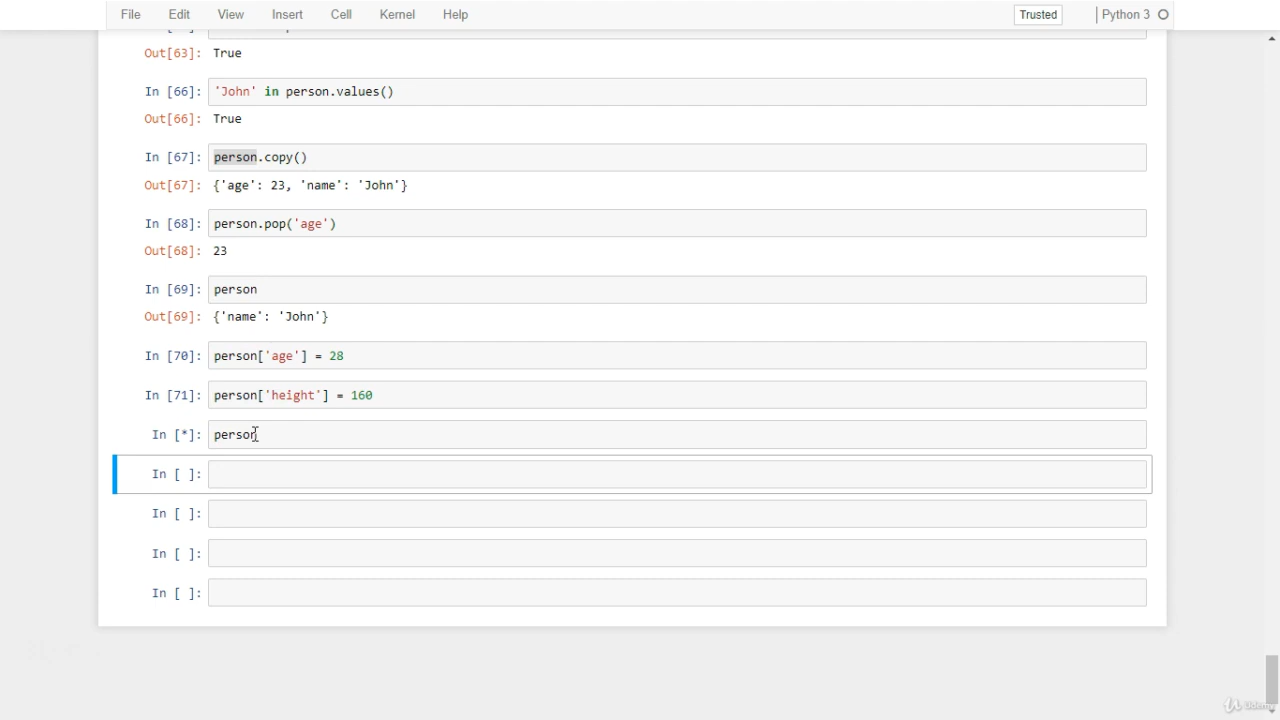 File Edit View Insert Cell Kernel Help Trusted Python 3
Out[63]: True
In [66]: 'John' in person.values()
Out[66]: True
In [67]: person.copy()
Out[67]: {'age': 23, 'name': 'John'}
In [68]: person.pop('age')
Out[68]: 23
In [69]: person
Out[69]: {'name': 'John'}
In [70]: person['age'] = 28
In [71]: person['height'] = 160
In [*]: person
In [ ]:
In [ ]:
In [ ]:
In [ ]:
Udemy